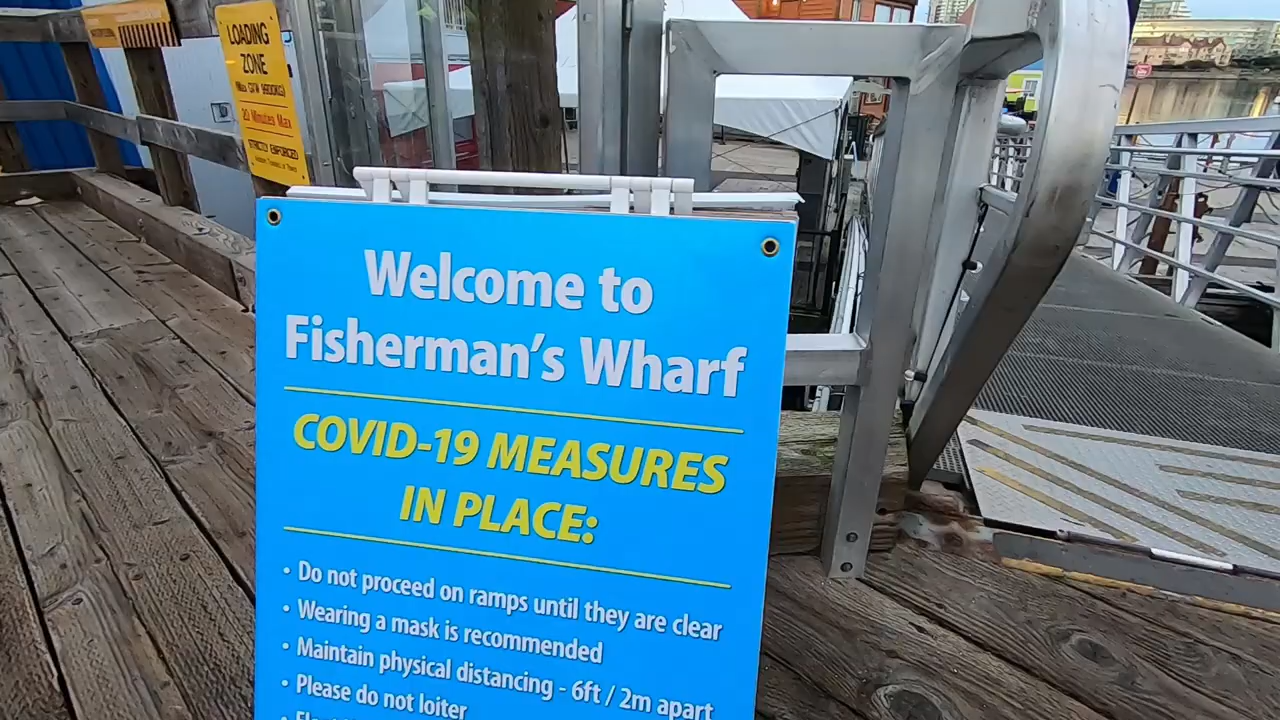 LOADING
ZONE
20 Minutes Max
STRICTLY ENFORCED
Welcome to
Fisherman's Wharf
COVID-19 MEASURES
IN PLACE:
• Do not proceed on ramps until they are clear
• Wearing a mask is recommended
• Maintain physical distancing - 6ft / 2m apart
• Please do not loiter